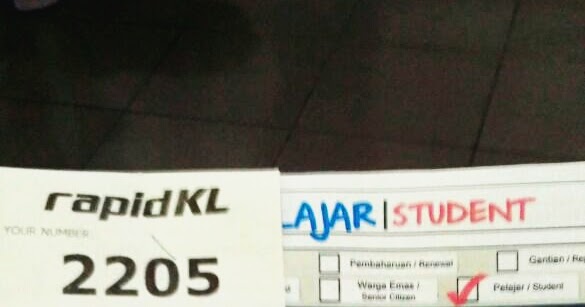 rapidKL
YOUR NUMBER
2205
LAJAR | STUDENT
Pembaharuan / Renewal
Gantian / Re
Warga Emas / Senior Citizen
Pelajar / Student